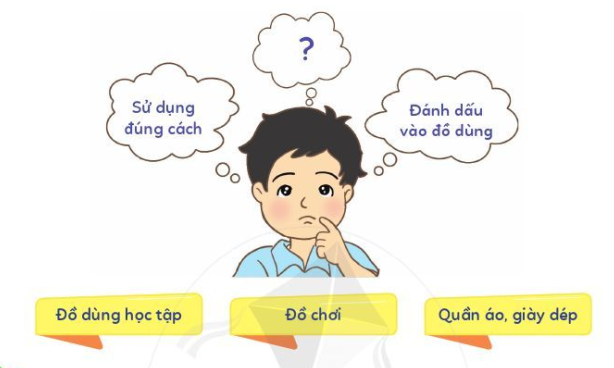 ?
Sử dụng
đúng cách
Đánh dấu
vào đồ dùng
Đồ dùng học tập
Đồ chơi
Quần áo, giày dép